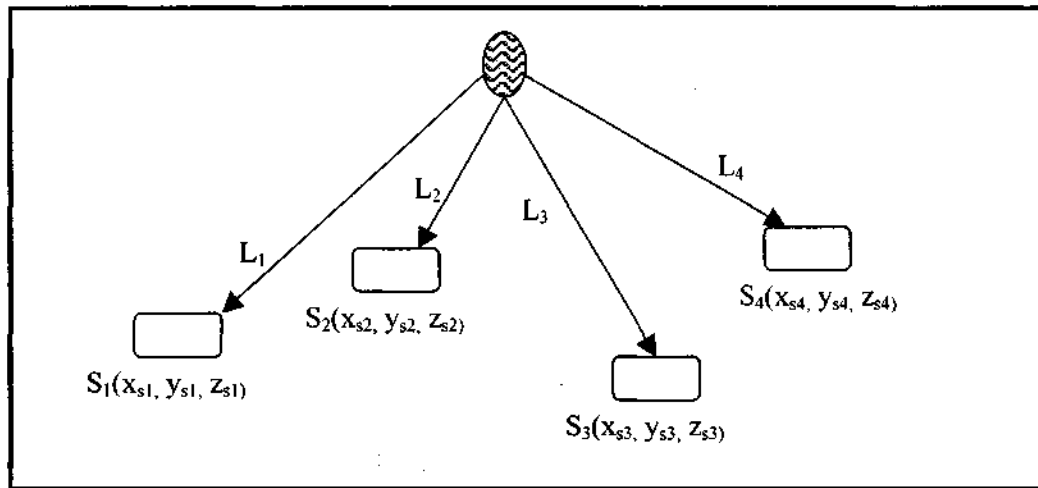 L₄
L₂
L₃
L₁
S₄(xₛ₄, yₛ₄, zₛ₄)
S₂(xₛ₂, yₛ₂, zₛ₂)
S₁(xₛ₁, yₛ₁, zₛ₁)
S₃(xₛ₃, yₛ₃, zₛ₃)